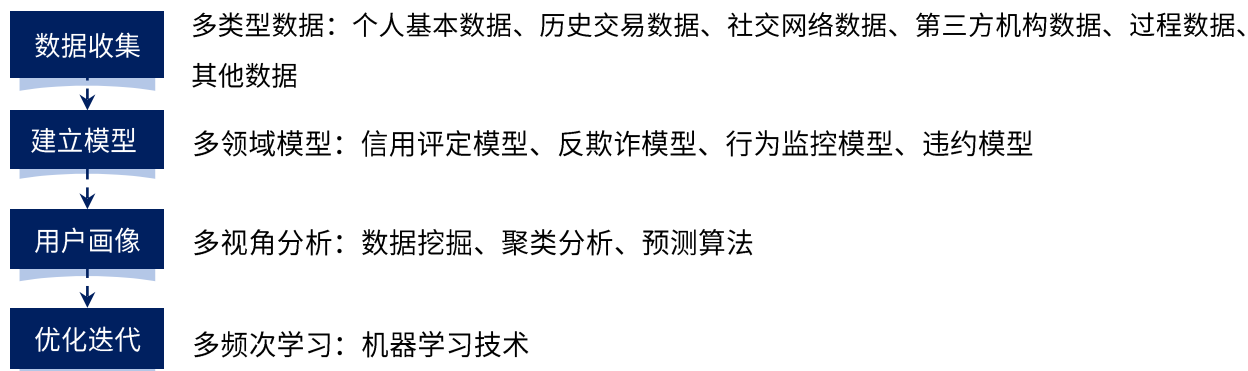 数据收集
多类型数据：个人基本数据、历史交易数据、社交网络数据、第三方机构数据、过程数据、
其他数据
建立模型
多领域模型：信用评定模型、反欺诈模型、行为监控模型、违约模型
用户画像
多视角分析：数据挖掘、聚类分析、预测算法
优化迭代
多频次学习：机器学习技术